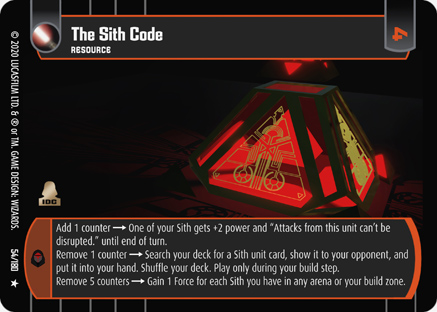 The Sith Code
RESOURCE
4
© 2020 LUCASFILM LTD. & ® or TM. GAME DESIGN: WIZARDS.
54/180 ★
IDC
Add 1 counter → One of your Sith gets +2 power and “Attacks from this unit can't be
disrupted.” until end of turn.
Remove 1 counter → Search your deck for a Sith unit card, show it to your opponent, and
put it into your hand. Shuffle your deck. Play only during your build step.
Remove 5 counters → Gain 1 Force for each Sith you have in any arena or your build zone.